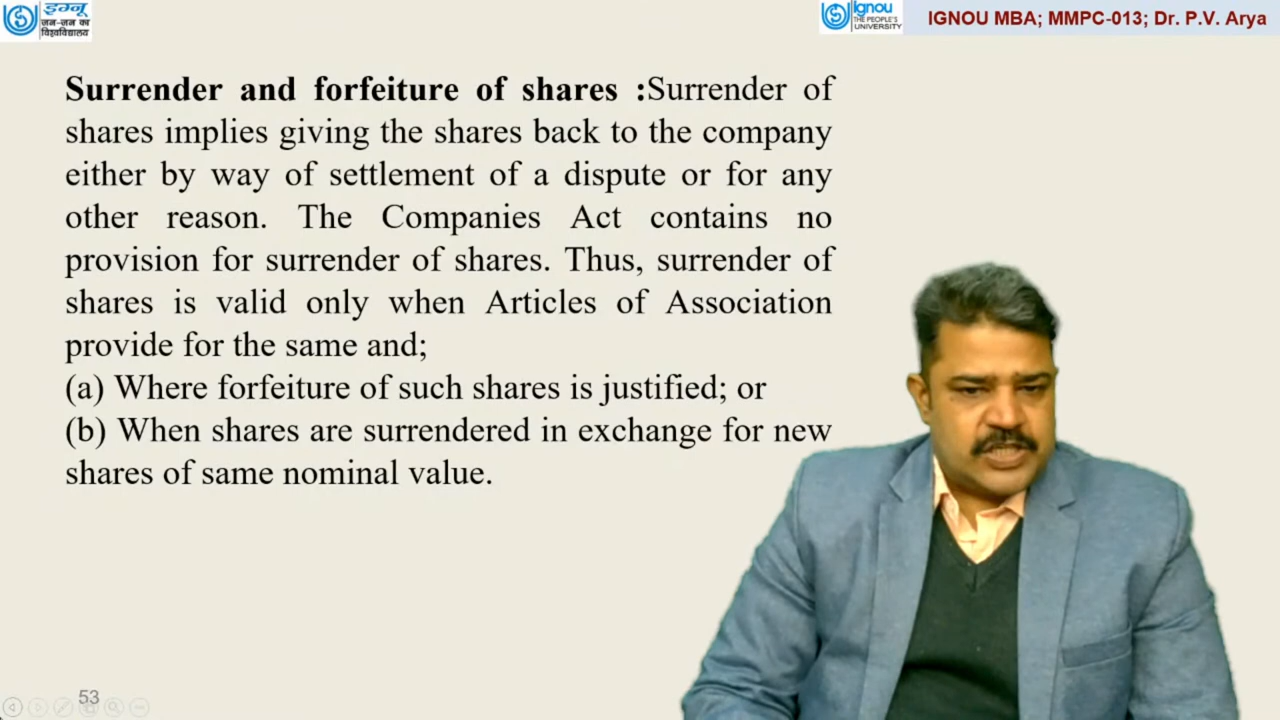 इग्नू
जन-जन का
विश्वविद्यालय
ignou
THE PEOPLE'S
UNIVERSITY
IGNOU MBA; MMPC-013; Dr. P.V. Arya
Surrender and forfeiture of shares :Surrender of
shares implies giving the shares back to the company
either by way of settlement of a dispute or for any
other reason. The Companies Act contains no
provision for surrender of shares. Thus, surrender of
shares is valid only when Articles of Association
provide for the same and;
(a) Where forfeiture of such shares is justified; or
(b) When shares are surrendered in exchange for new
shares of same nominal value.
53